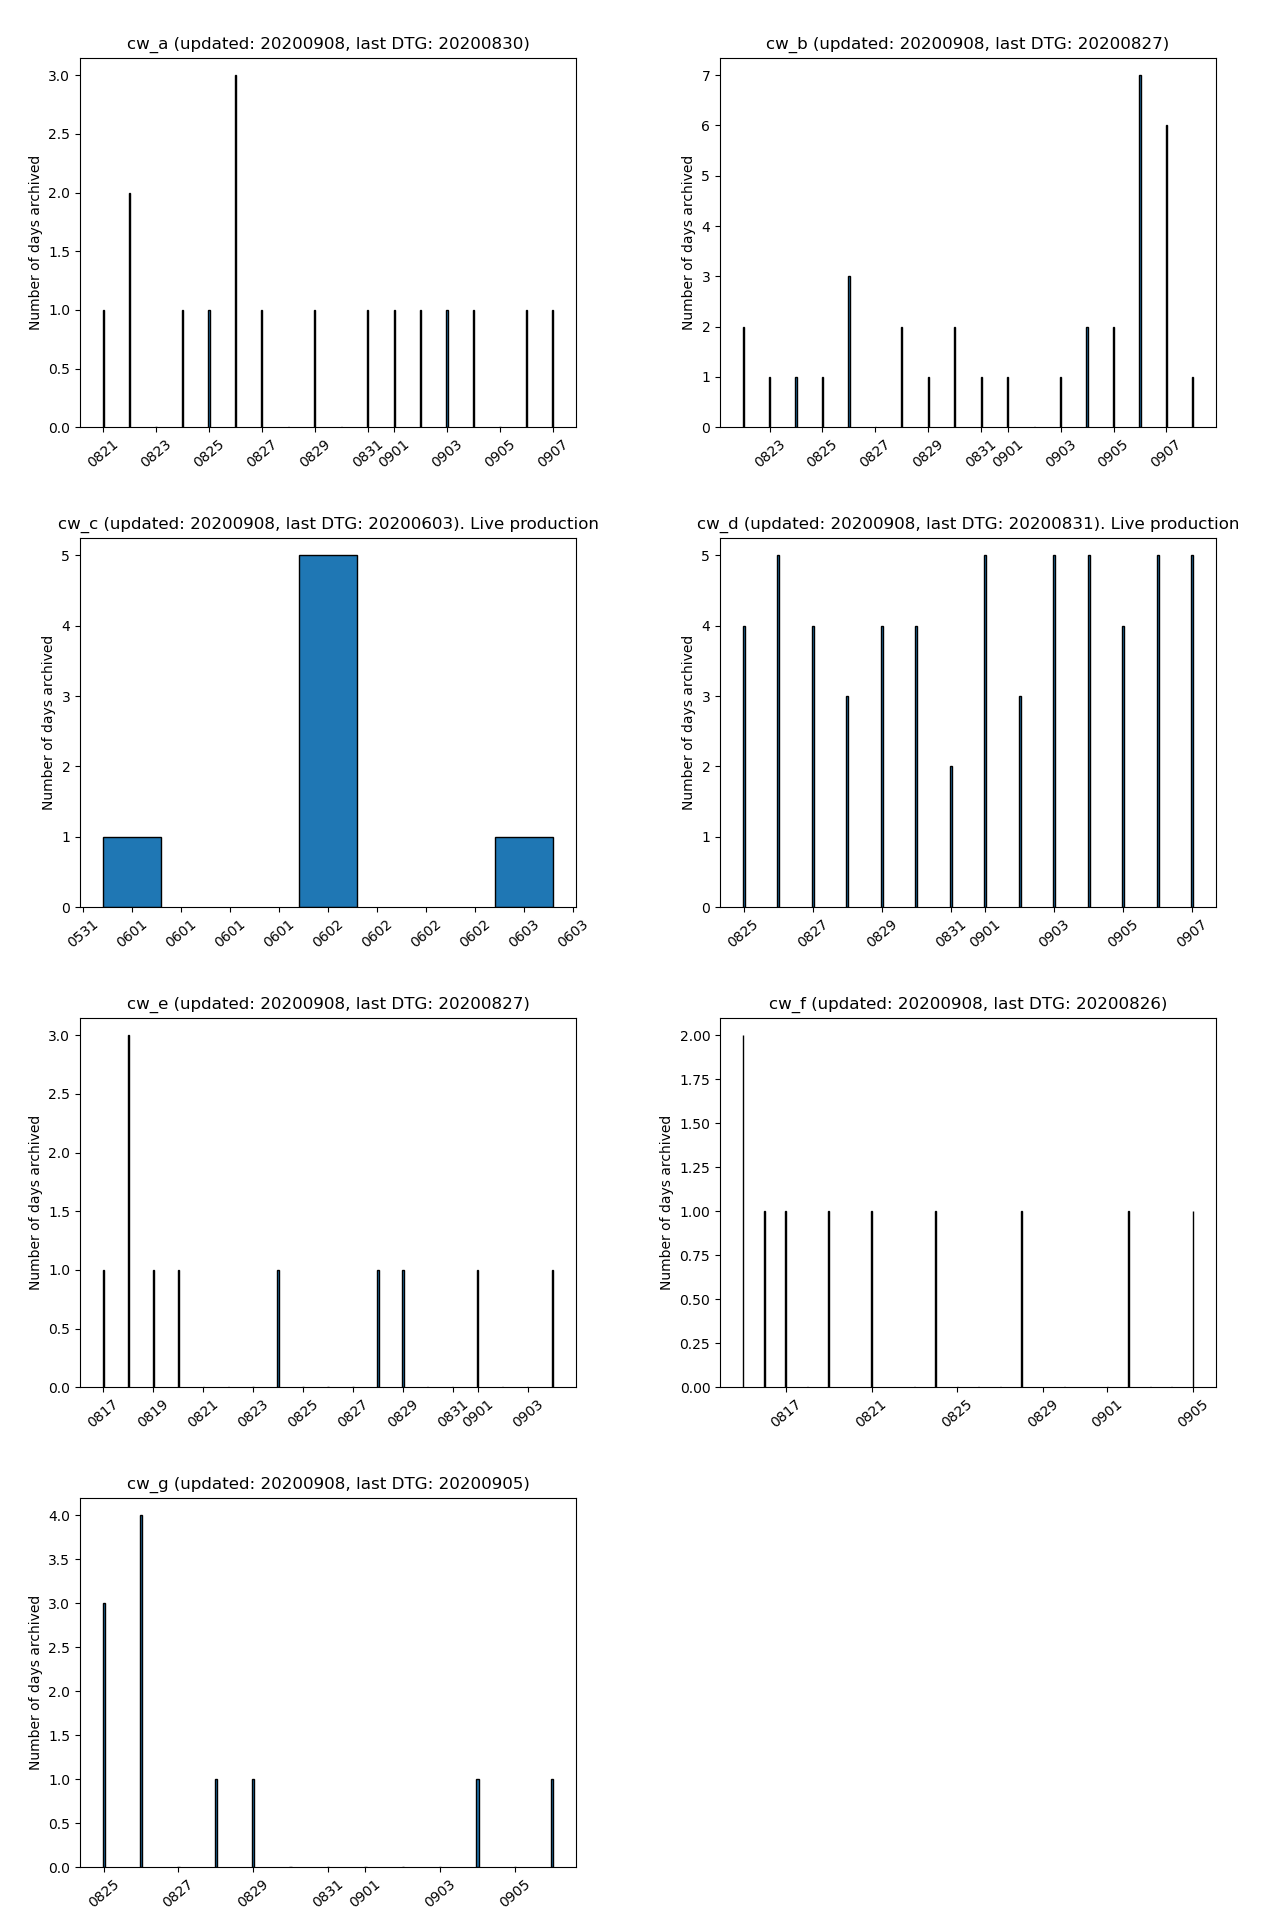 cw_a (updated: 20200908, last DTG: 20200830)
Number of days archived
3.0
2.5
2.0
1.5
1.0
0.5
0.0
0821 0823 0825 0827 0829 0831 0901 0903 0905 0907
cw_b (updated: 20200908, last DTG: 20200827)
Number of days archived
7
6
5
4
3
2
1
0
0823 0825 0827 0829 0831 0901 0903 0905 0907
cw_c (updated: 20200908, last DTG: 20200603). Live production
Number of days archived
5
4
3
2
1
0
0531 0601 0601 0601 0601 0602 0602 0602 0602 0603 0603
cw_d (updated: 20200908, last DTG: 20200831). Live production
Number of days archived
5
4
3
2
1
0
0825 0827 0829 0831 0901 0903 0905 0907
cw_e (updated: 20200908, last DTG: 20200827)
Number of days archived
3.0
2.5
2.0
1.5
1.0
0.5
0.0
0817 0819 0821 0823 0825 0827 0829 0831 0901 0903
cw_f (updated: 20200908, last DTG: 20200826)
Number of days archived
2.00
1.75
1.50
1.25
1.00
0.75
0.50
0.25
0.00
0817 0821 0825 0829 0901 0905
cw_g (updated: 20200908, last DTG: 20200905)
Number of days archived
4.0
3.5
3.0
2.5
2.0
1.5
1.0
0.5
0.0
0825 0827 0829 0831 0901 0903 0905